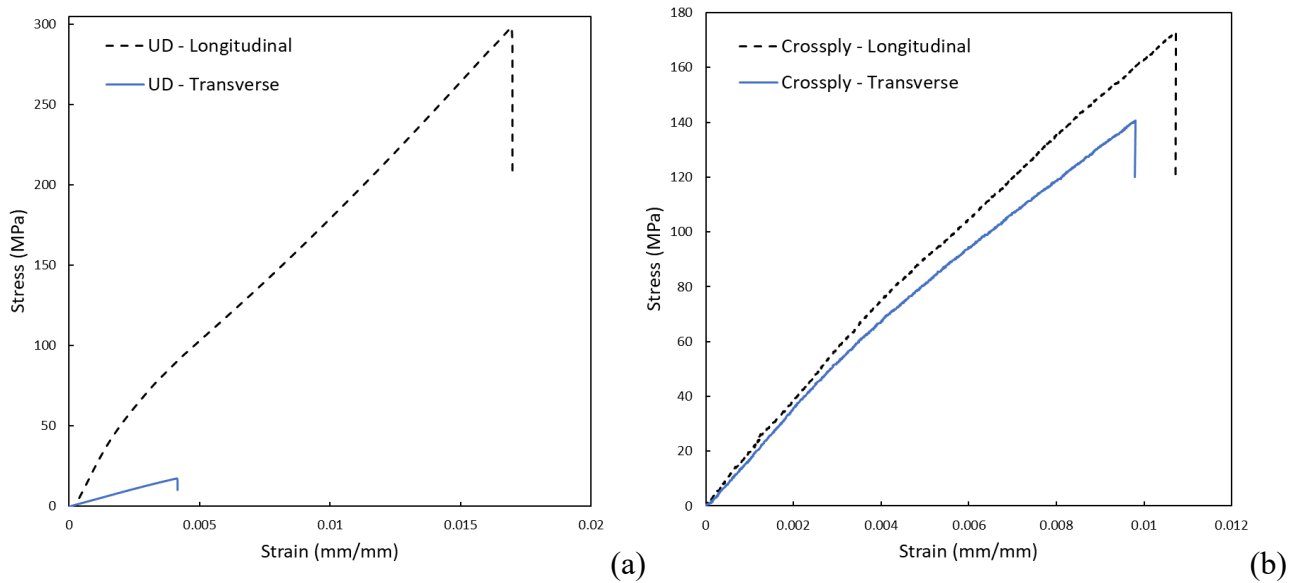 300
250
200
150
100
50
0
Stress (MPa)
UD - Longitudinal
UD - Transverse
0 0.005 0.01 0.015 0.02
Strain (mm/mm)
(a)
180
160
140
120
100
80
60
40
20
0
Stress (MPa)
Crossply - Longitudinal
Crossply - Transverse
0 0.002 0.004 0.006 0.008 0.01 0.012
Strain (mm/mm)
(b)